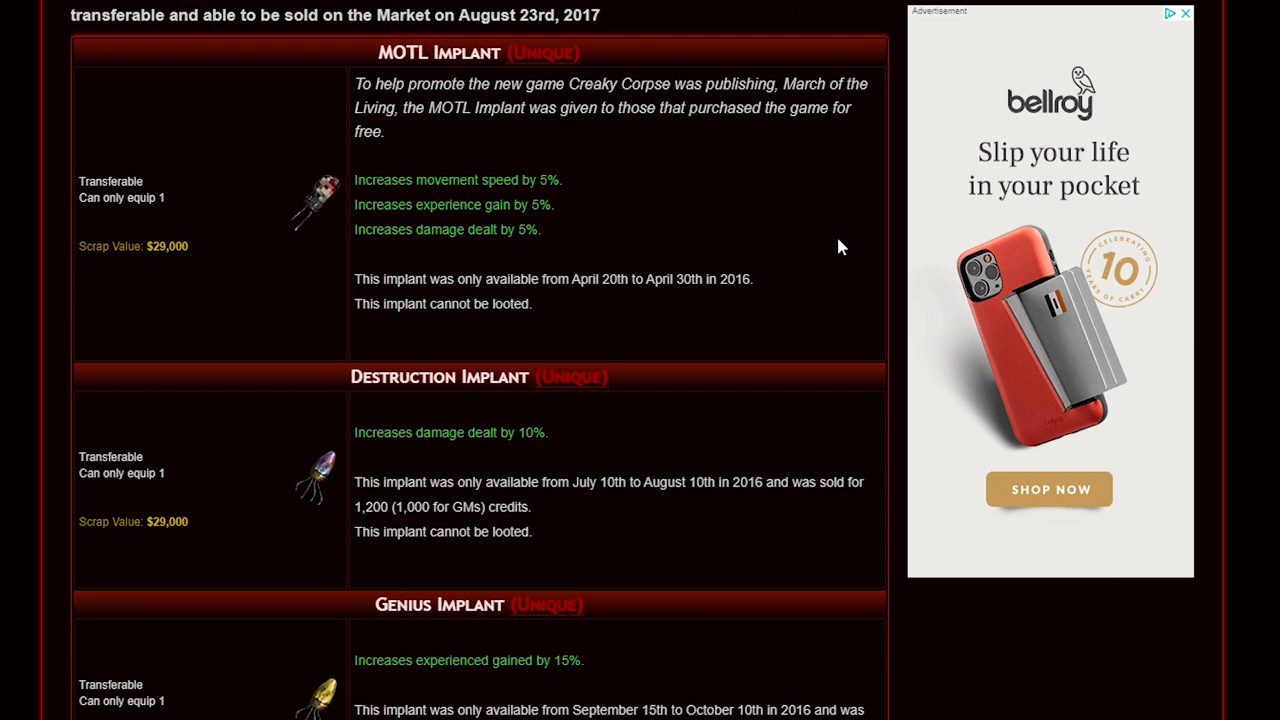 transferable and able to be sold on the Market on August 23rd, 2017
MOTL Implant (Unique)
To help promote the new game Creaky Corpse was publishing, March of the
Living, the MOTL Implant was given to those that purchased the game for
free.
Transferable
Can only equip 1
Scrap Value: $29,000
Increases movement speed by 5%.
Increases experience gain by 5%.
Increases damage dealt by 5%.
This implant was only available from April 20th to April 30th in 2016.
This implant cannot be looted.
Destruction Implant (Unique)
Transferable
Can only equip 1
Scrap Value: $29,000
Increases damage dealt by 10%.
This implant was only available from July 10th to August 10th in 2016 and was sold for
1,200 (1,000 for GMs) credits.
This implant cannot be looted.
Genius Implant (Unique)
Transferable
Can only equip 1
Increases experienced gained by 15%.
This implant was only available from September 15th to October 10th in 2016 and was
Advertisement
bellroy
Slip your life
in your pocket
CELEBRATING
10
YEARS OF CARRY
bellroy
SHOP NOW